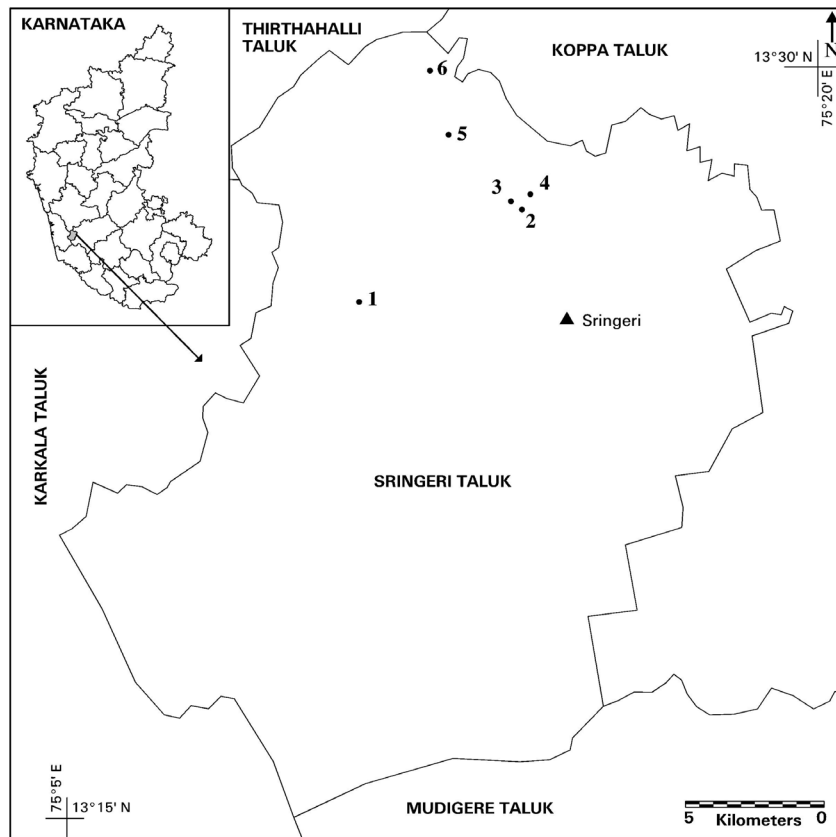 KARNATAKA
THIRTHAHALLI
TALUK
KOPPA TALUK
N
13°30' N
75°20' E
6
5
3
4
2
1
Sringeri
KARKALA TALUK
SRINGERI TALUK
75°5' E
13°15' N
MUDIGERE TALUK
5 Kilometers 0